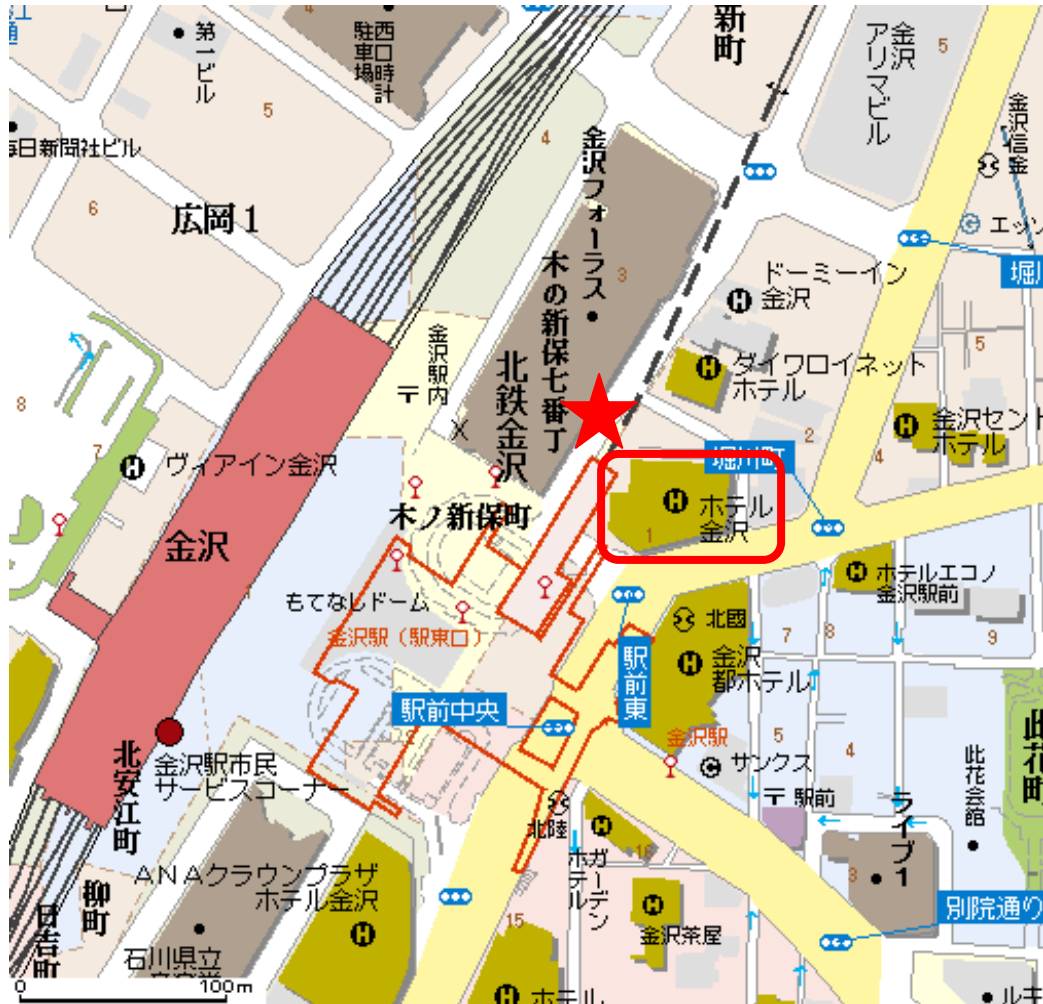 江
通
第一ビル
西口時計
駐車場
新町
金沢
アリマビル
5
4
5
毎日新聞社ビル
金沢フォーラス
金沢信金
6
広岡1
エッソ
3
木の新保七番丁
ドーミーイン
金沢
堀川
5
金沢駅内
〒
北鉄金沢
ダイワロイネット
ホテル
8
7
ヴィアイン金沢
2
金沢セント
ホテル
4
堀川町
ホテル
金沢
1
木ノ新保町
金沢
ホテルエコノ
金沢駅前
もてなしドーム
金沢駅(駅東口)
駅前東
北國
金沢
都ホテル
7
8
9
駅前中央
金沢駅
サンクス
5
4
此花町
此花会館
金沢駅市民
サービスコーナー
北安江町
〒駅前
ライブ1
北陸
16
ANAクラウンプラザ
ホテル金沢
ガーデン
ホテル
3
柳町
日吉町
別院通り
15
金沢茶屋
石川県立
0
100m
ホテル
ルキ